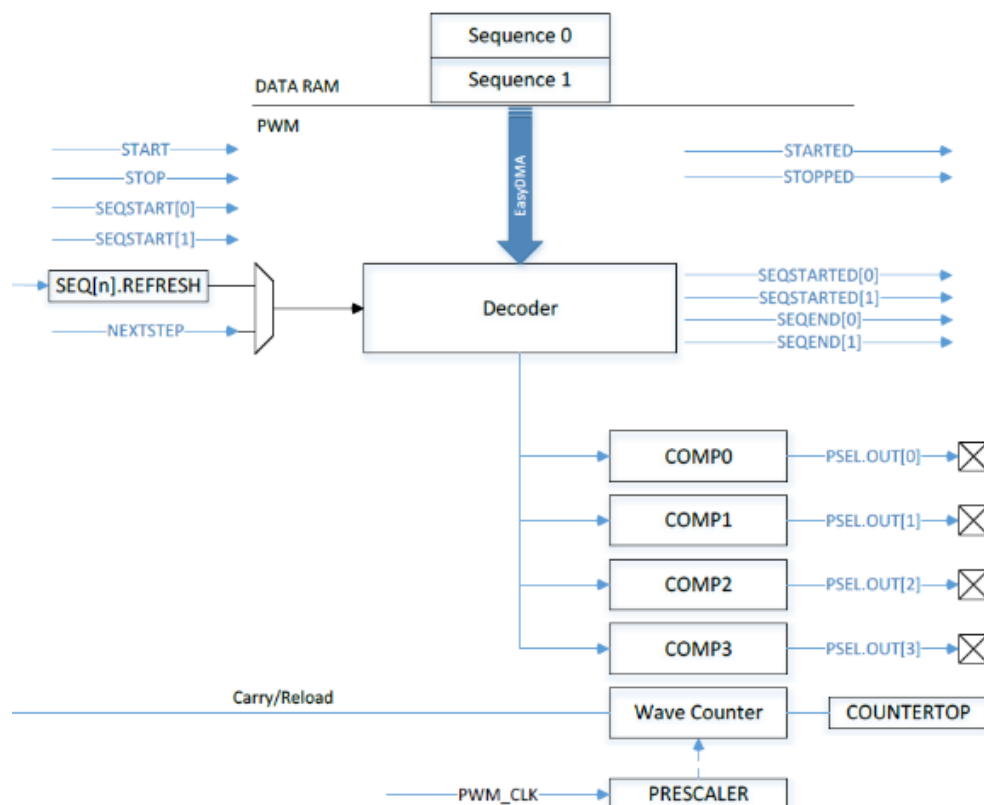 Sequence 0
Sequence 1
DATA RAM
PWM
START
STOP
SEQSTART[0]
SEQSTART[1]
SEQ[n].REFRESH
NEXTSTEP
EasyDMA
Decoder
STARTED
STOPPED
SEQSTARTED[0]
SEQSTARTED[1]
SEQEND[0]
SEQEND[1]
COMP0
PSEL.OUT[0]
COMP1
PSEL.OUT[1]
COMP2
PSEL.OUT[2]
COMP3
PSEL.OUT[3]
Carry/Reload
Wave Counter
COUNTERTOP
PWM_CLK
PRESCALER